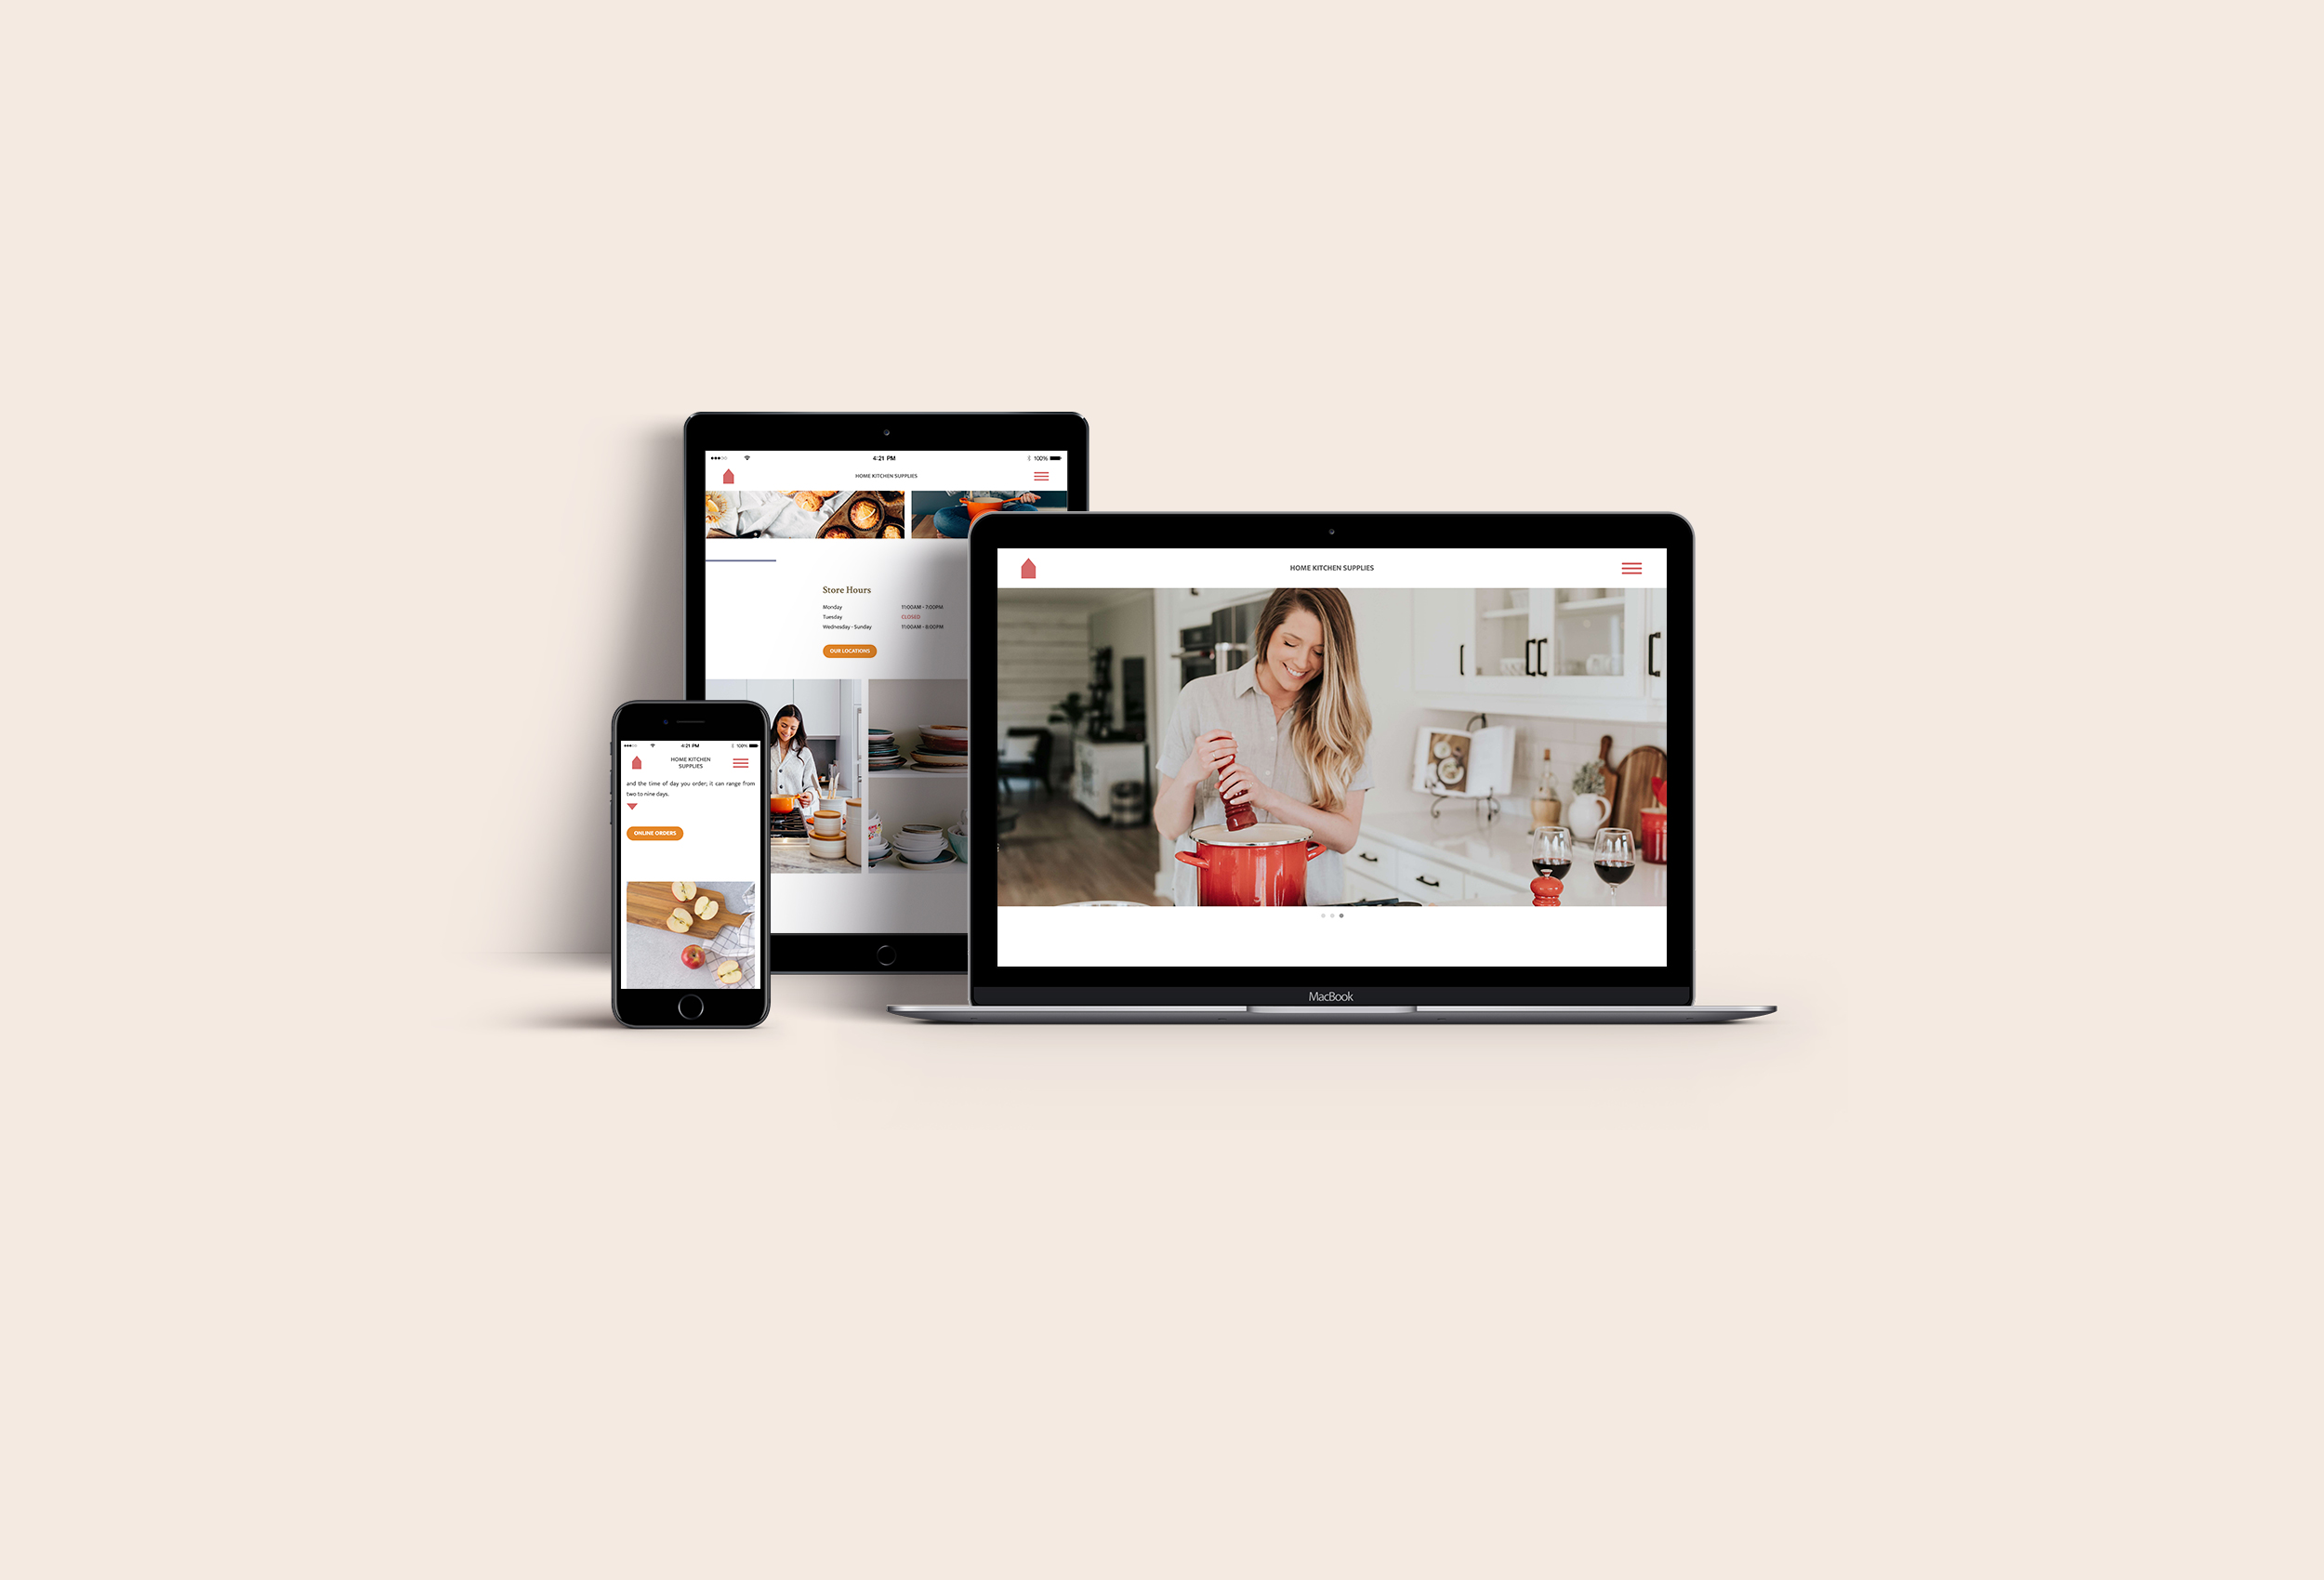 4:21 PM
100%
HOME KITCHEN SUPPLIES
Store Hours
Monday 11:00AM - 7:00PM
Tuesday CLOSED
Wednesday - Sunday 11:00AM - 6:00PM
OUR LOCATIONS
4:21 PM
100%
HOME KITCHEN
SUPPLIES
and the time of day you order; it can range from
two to nine days.
ONLINE ORDERS
HOME KITCHEN SUPPLIES
MacBook